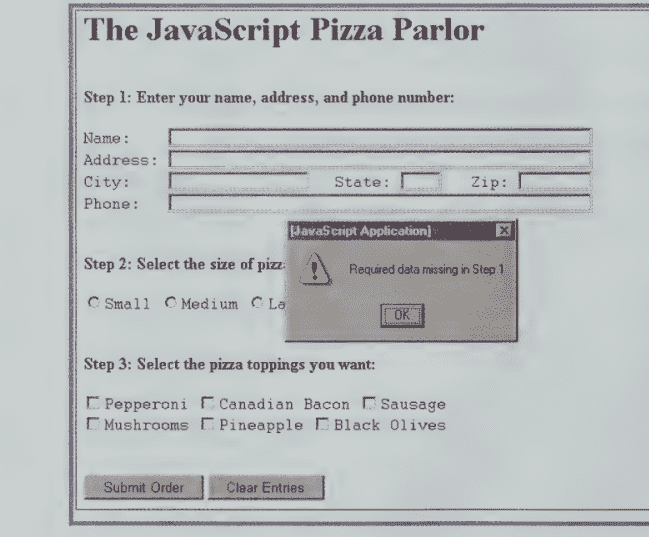 The JavaScript Pizza Parlor
Step 1: Enter your name, address, and phone number:
Name:
Address:
City: State: Zip:
Phone:
[JavaScript Application]
Required data missing in Step 1
OK
Step 2: Select the size of pizz
Small Medium La
Step 3: Select the pizza toppings you want:
Pepperoni Canadian Bacon Sausage
Mushrooms Pineapple Black Olives
Submit Order Clear Entries